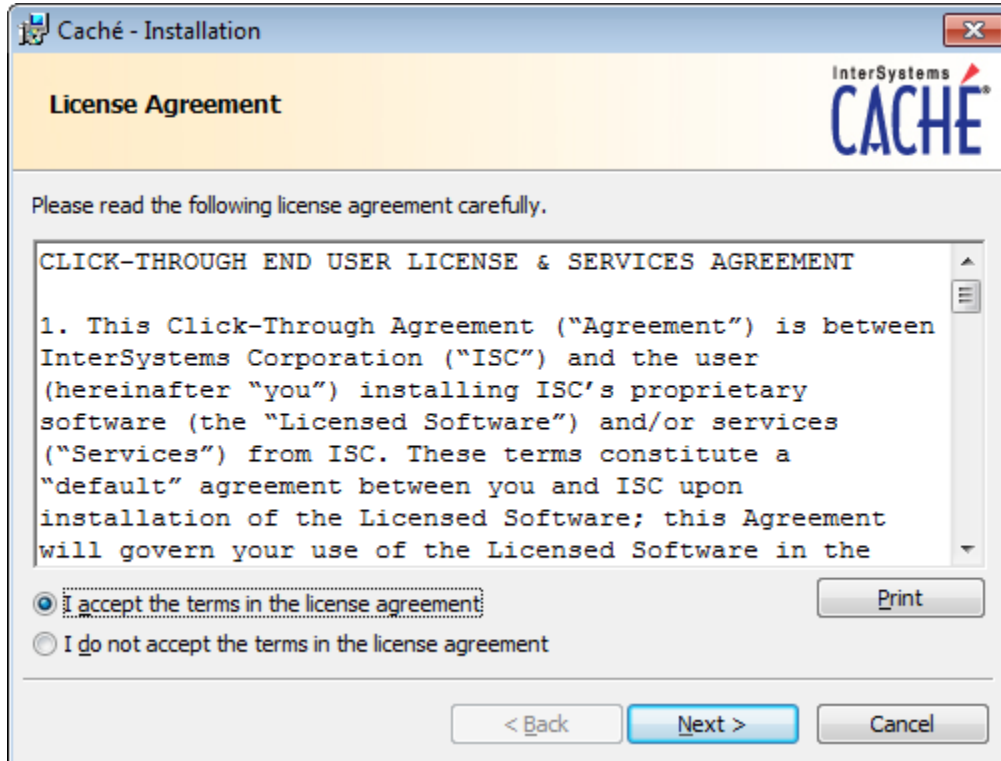 Caché - Installation
License Agreement
InterSystems
CACHÉ®
Please read the following license agreement carefully.
CLICK-THROUGH END USER LICENSE & SERVICES AGREEMENT
1. This Click-Through Agreement (“Agreement”) is between
InterSystems Corporation (“ISC”) and the user
(hereinafter “you”) installing ISC’s proprietary
software (the “Licensed Software”) and/or services
(“Services”) from ISC. These terms constitute a
“default” agreement between you and ISC upon
installation of the Licensed Software; this Agreement
will govern your use of the Licensed Software in the
I accept the terms in the license agreement
Print
I do not accept the terms in the license agreement
< Back
Next >
Cancel